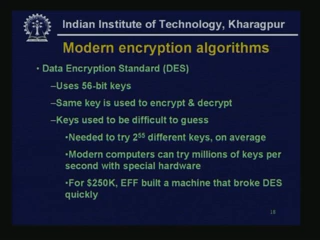 Indian Institute of Technology, Kharagpur
Modern encryption algorithms
• Data Encryption Standard (DES)
–Uses 56-bit keys
–Same key is used to encrypt & decrypt
–Keys used to be difficult to guess
•Needed to try 2⁵⁵ different keys, on average
•Modern computers can try millions of keys per
second with special hardware
•For $250K, EFF built a machine that broke DES
quickly